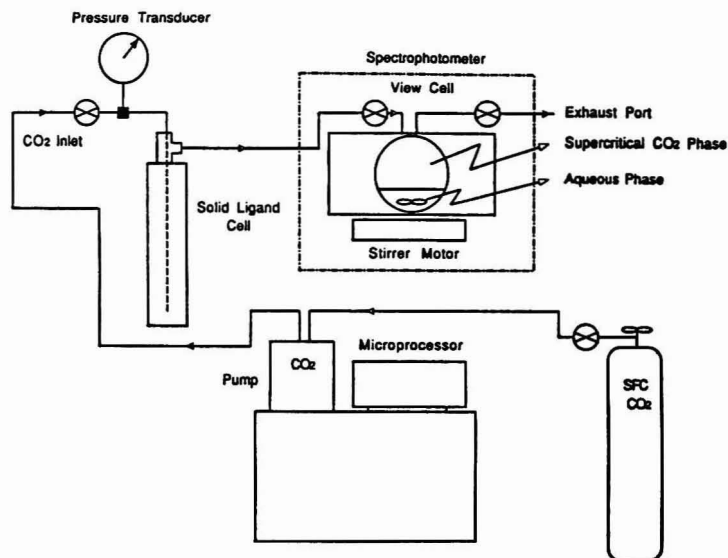 Pressure Transducer
Spectrophotometer
View Cell
CO₂ Inlet
Exhaust Port
Supercritical CO₂ Phase
Aqueous Phase
Solid Ligand
Cell
Stirrer Motor
Microprocessor
Pump
CO₂
SFC
CO₂